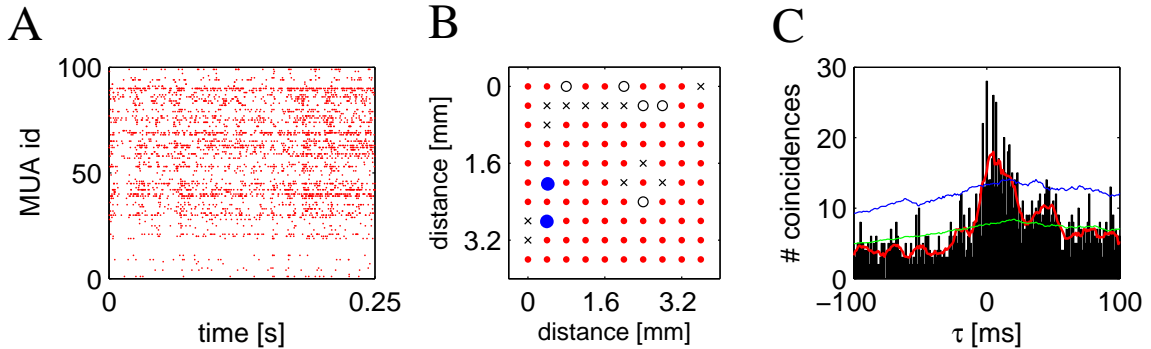 A
100
50
0
MUA id
0
0.25
time [s]
B
0
1.6
3.2
distance [mm]
0
1.6
3.2
distance [mm]
C
30
20
10
0
# coincidences
−100
0
100
τ [ms]